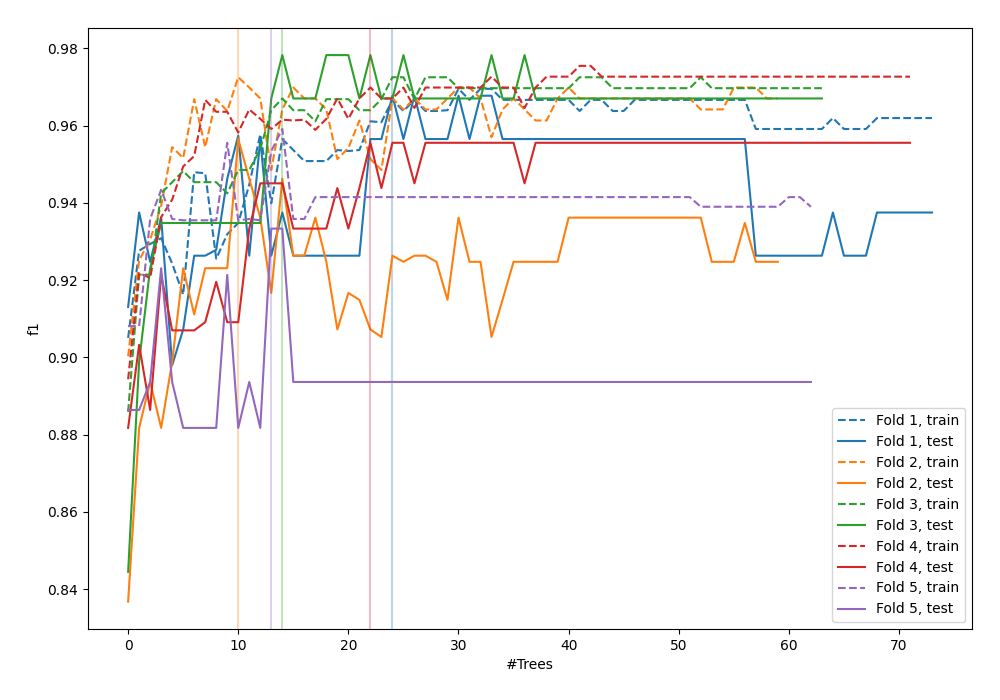 0.98
0.96
0.94
0.92
0.90
0.88
0.86
0.84
f1
0 10 20 30 40 50 60 70
#Trees
Fold 1, train
Fold 1, test
Fold 2, train
Fold 2, test
Fold 3, train
Fold 3, test
Fold 4, train
Fold 4, test
Fold 5, train
Fold 5, test